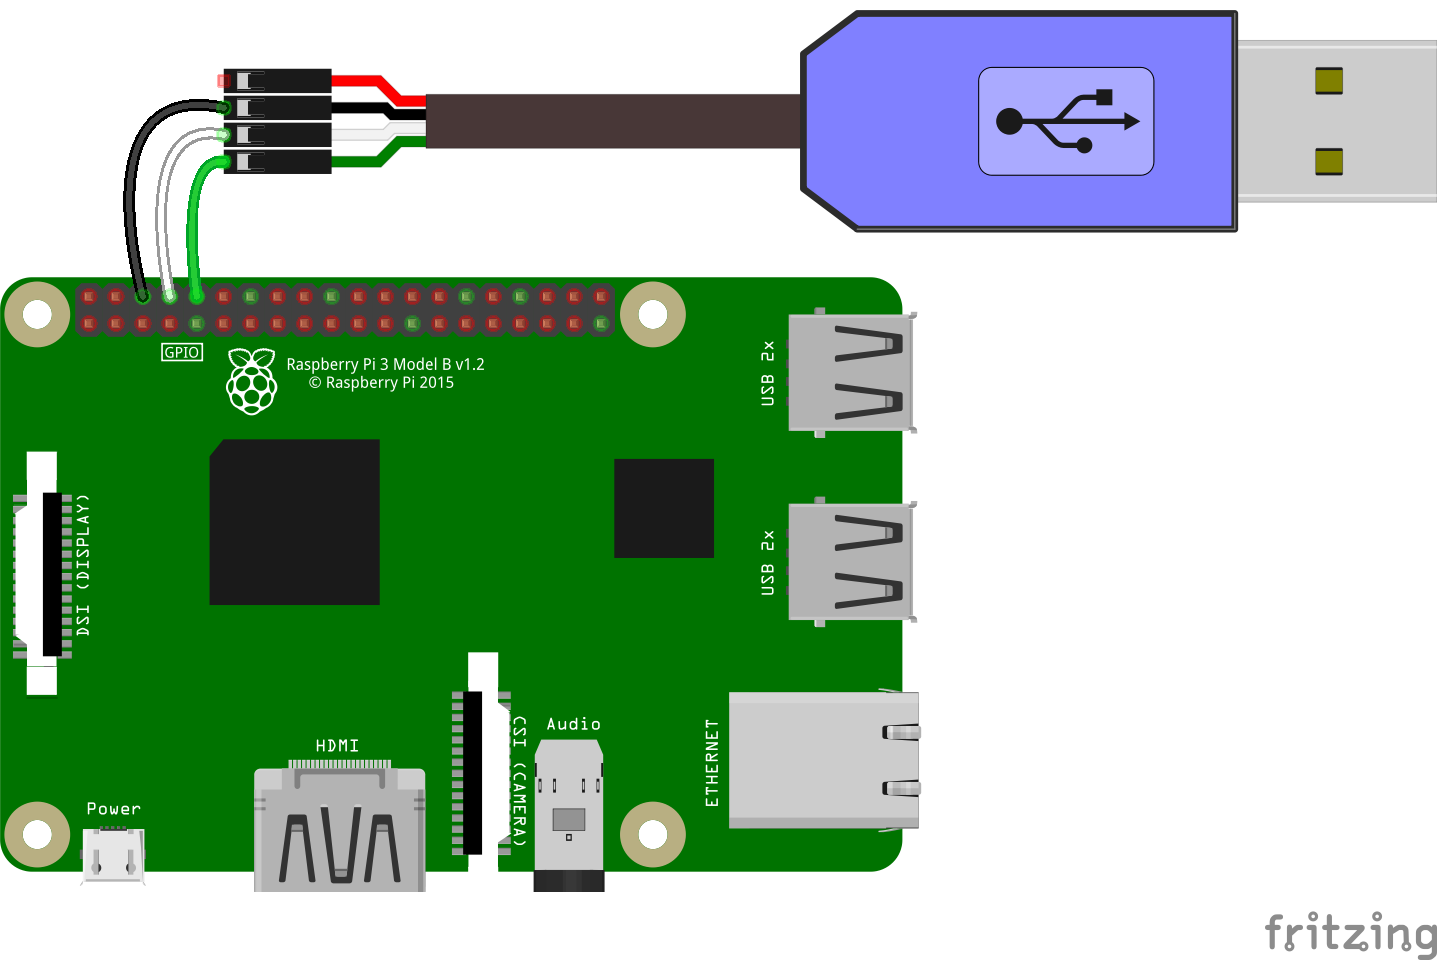 GPIO
Raspberry Pi 3 Model B v1.2
© Raspberry Pi 2015
USB 2x
DSI (DISPLAY)
USB 2x
HDMI
CSI (CAMERA)
Audio
ETHERNET
Power
fritzing